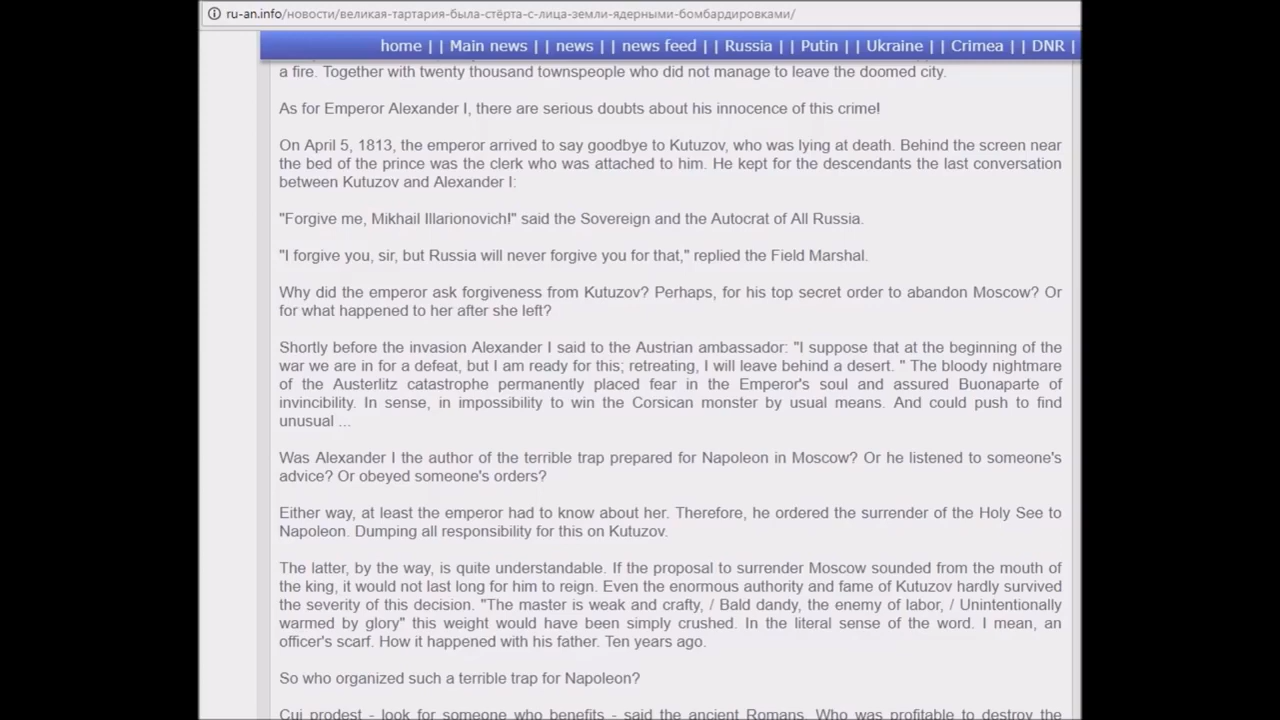 ru-an.info/новости/великая-тартария-была-стёрта-с-лица-земли-ядерными-бомбардировками/
home | | Main news | | news | | news feed | | Russia | | Putin | | Ukraine | | Crimea | | DNR |
a fire. Together with twenty thousand townspeople who did not manage to leave the doomed city.
As for Emperor Alexander I, there are serious doubts about his innocence of this crime!
On April 5, 1813, the emperor arrived to say goodbye to Kutuzov, who was lying at death. Behind the screen near
the bed of the prince was the clerk who was attached to him. He kept for the descendants the last conversation
between Kutuzov and Alexander I:
"Forgive me, Mikhail Illarionovich!" said the Sovereign and the Autocrat of All Russia.
"I forgive you, sir, but Russia will never forgive you for that," replied the Field Marshal.
Why did the emperor ask forgiveness from Kutuzov? Perhaps, for his top secret order to abandon Moscow? Or
for what happened to her after she left?
Shortly before the invasion Alexander I said to the Austrian ambassador: "I suppose that at the beginning of the
war we are in for a defeat, but I am ready for this; retreating, I will leave behind a desert. " The bloody nightmare
of the Austerlitz catastrophe permanently placed fear in the Emperor's soul and assured Buonaparte of
invincibility. In sense, in impossibility to win the Corsican monster by usual means. And could push to find
unusual ...
Was Alexander I the author of the terrible trap prepared for Napoleon in Moscow? Or he listened to someone's
advice? Or obeyed someone's orders?
Either way, at least the emperor had to know about her. Therefore, he ordered the surrender of the Holy See to
Napoleon. Dumping all responsibility for this on Kutuzov.
The latter, by the way, is quite understandable. If the proposal to surrender Moscow sounded from the mouth of
the king, it would not last long for him to reign. Even the enormous authority and fame of Kutuzov hardly survived
the severity of this decision. "The master is weak and crafty, / Bald dandy, the enemy of labor, / Unintentionally
warmed by glory" this weight would have been simply crushed. In the literal sense of the word. I mean, an
officer's scarf. How it happened with his father. Ten years ago.
So who organized such a terrible trap for Napoleon?
Cui prodest - look for someone who benefits - said the ancient Romans. Who was profitable to destroy the